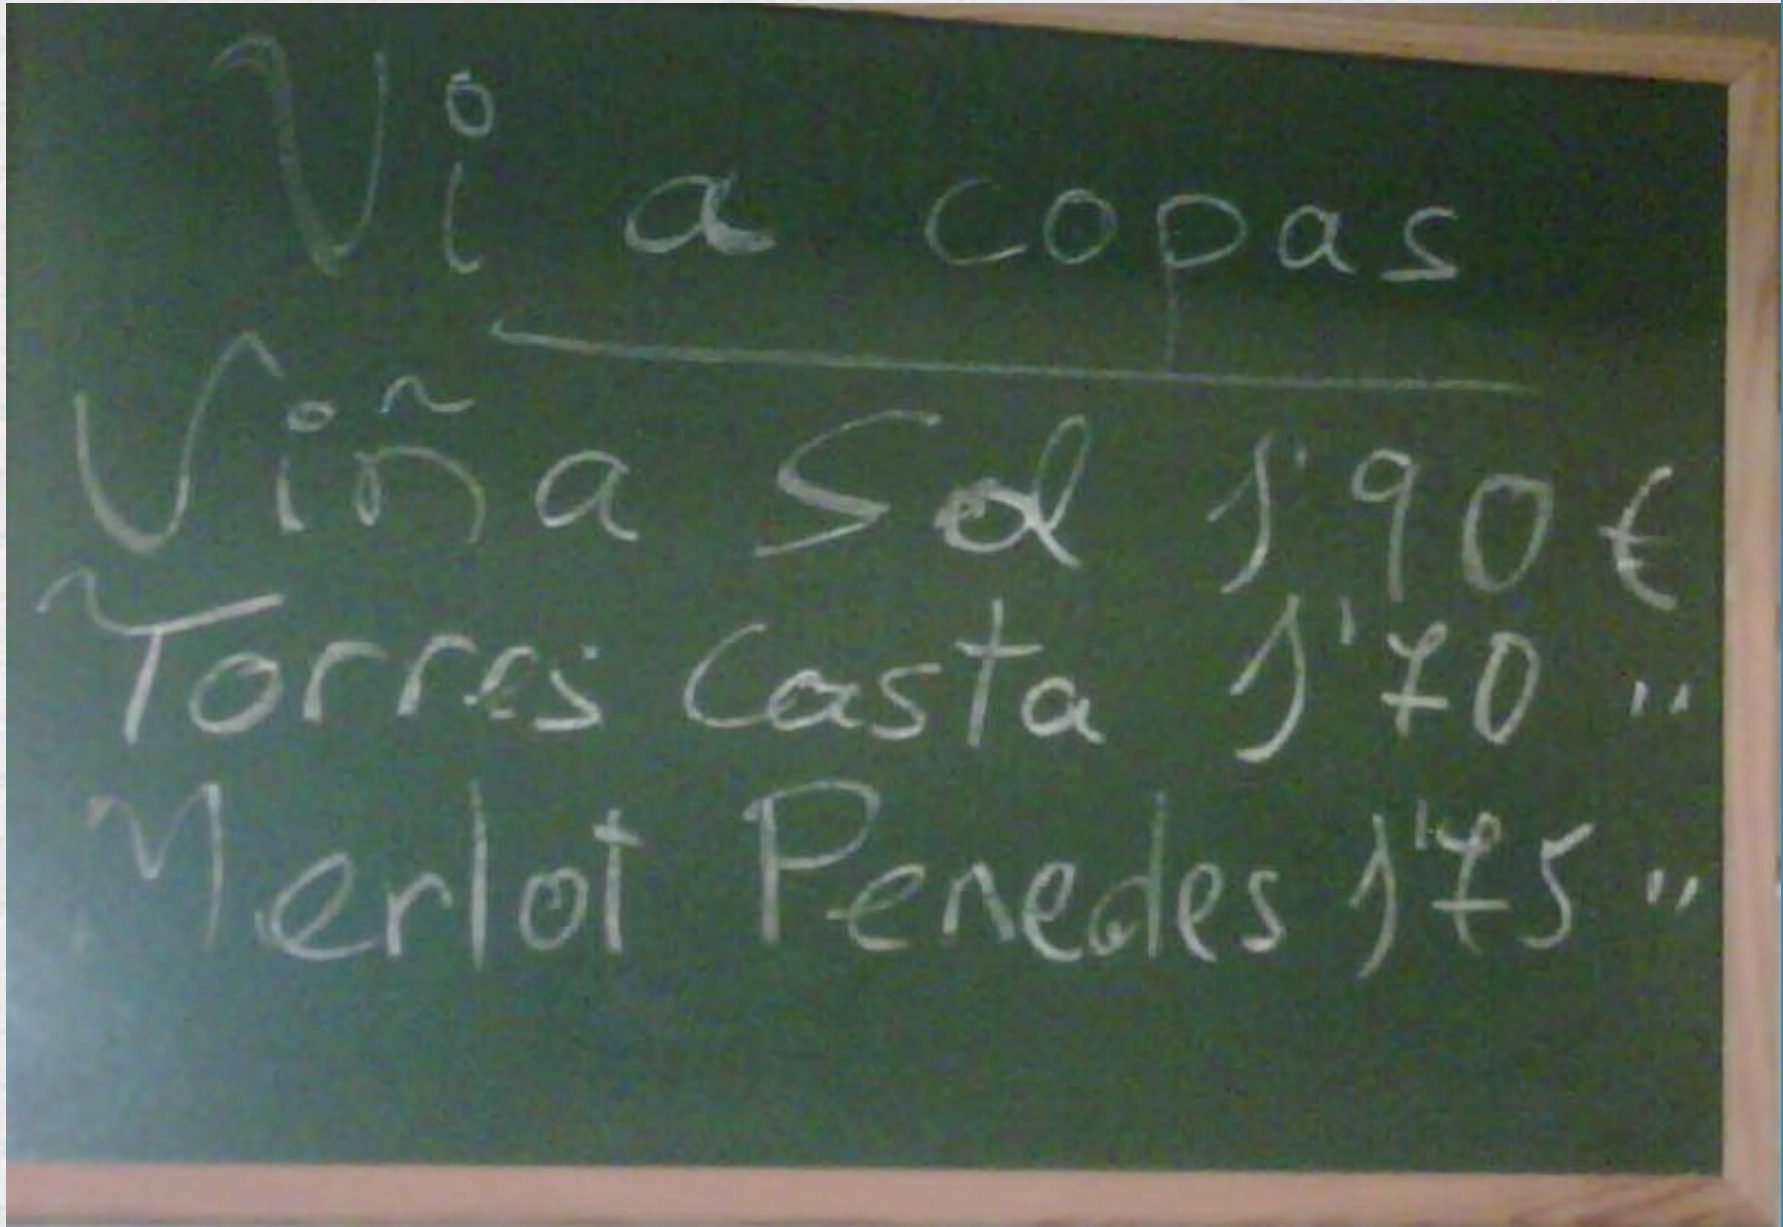 Vi a copas
Viña Sol 1'90 €
Torres Casta 1'70 "
Merlot Penedes 1'75 "